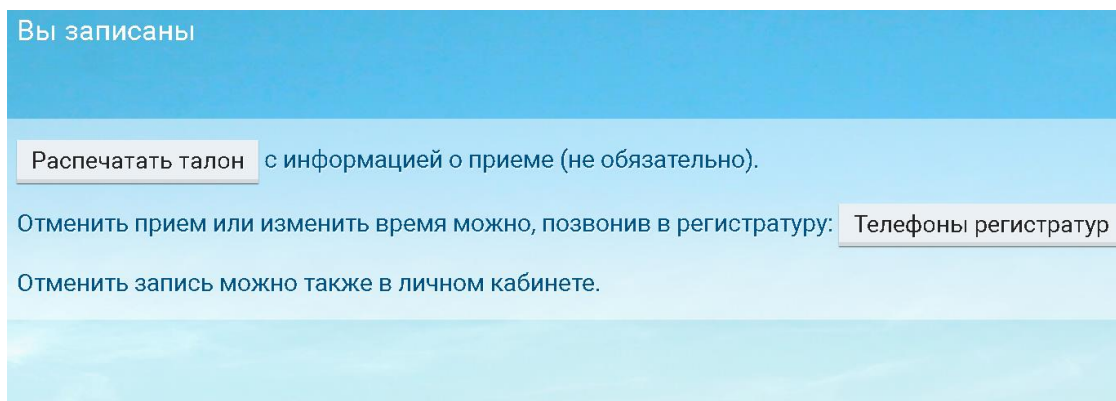 Вы записаны
Распечатать талон с информацией о приеме (не обязательно).
Отменить прием или изменить время можно, позвонив в регистратуру: Телефоны регистратур
Отменить запись можно также в личном кабинете.